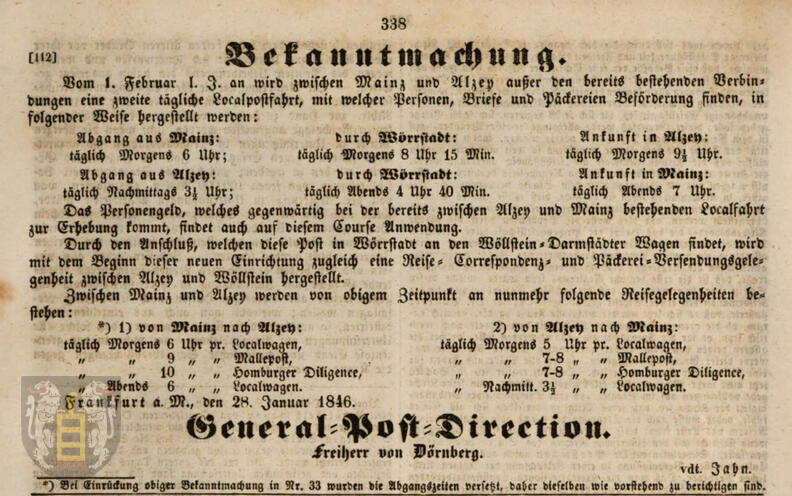 338
[112]
Bekanntmachung.
Vom 1. Februar l. J. an wird zwischen Mainz und Alzey außer den bereits bestehenden Verbin-
dungen eine zweite tägliche Localpostfahrt, mit welcher Personen, Briefe und Päckereien Beförderung finden, in
folgender Weise hergestellt werden:
Abgang aus Mainz: durch Wörrstadt: Ankunft in Alzey:
täglich Morgens 6 Uhr; täglich Morgens 8 Uhr 15 Min. täglich Morgens 9½ Uhr.
Abgang aus Alzey: durch Wörrstadt: Ankunft in Mainz:
täglich Nachmittags 3½ Uhr; täglich Abends 4 Uhr 40 Min. täglich Abends 7 Uhr.
Das Personengeld, welches gegenwärtig bei der bereits zwischen Alzey und Mainz bestehenden Localfahrt
zur Erhebung kommt, findet auch auf diesem Course Anwendung.
Durch den Anschluß, welchen diese Post in Wörrstadt an den Wöllstein-Darmstädter Wagen findet, wird
mit dem Beginn dieser neuen Einrichtung zugleich eine Reise- Correspondenz- und Päckerei-Versendungsgele-
genheit zwischen Alzey und Wöllstein hergestellt.
Zwischen Mainz und Alzey werden von obigem Zeitpunkt an nunmehr folgende Reisegelegenheiten be-
stehen:
*) 1) von Mainz nach Alzey: 2) von Alzey nach Mainz:
täglich Morgens 6 Uhr pr. Localwagen, täglich Morgens 5 Uhr pr. Localwagen,
„ „ 9 „ „ Mallepost, „ „ 7-8 „ „ Mallepost,
„ „ 10 „ „ Homburger Diligence, „ „ 7-8 „ „ Homburger Diligence,
„ Abends 6 „ „ Localwagen. „ Nachmitt. 3½ „ „ Localwagen.
Frankfurt a. M., den 28. Januar 1846.
General-Post-Direction.
Freiherr von Dörnberg.
vdt. Jahn.
*) Bei Einrückung obiger Bekanntmachung in Nr. 33 wurden die Abgangszeiten versetzt, daher dieselben wie vorstehend zu berichtigen sind.